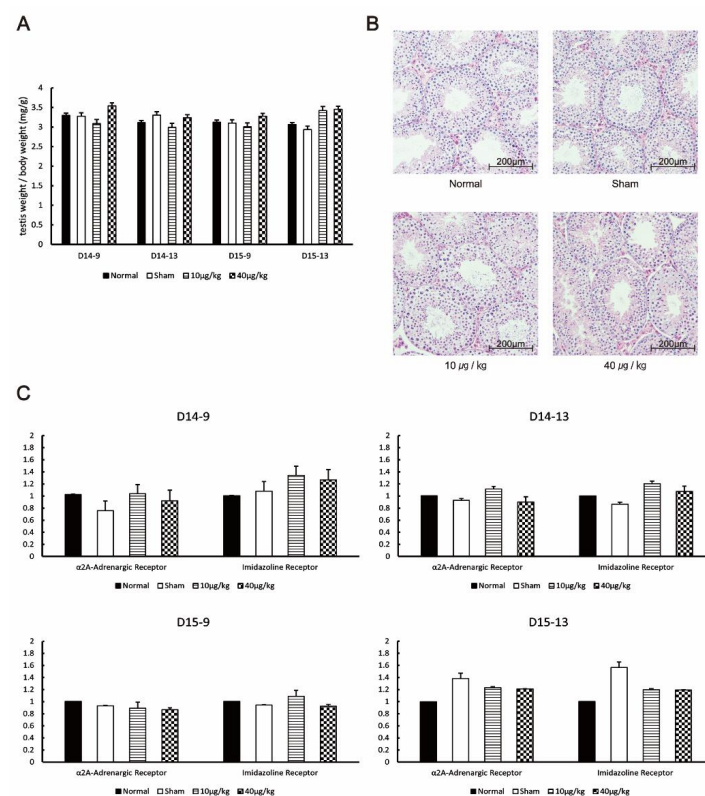 A
testis weight / body weight (mg/g)
4
3.5
3
2.5
2
1.5
1
0.5
0
D14-9 D14-13 D15-9 D15-13
Normal Sham 10µg/kg 40µg/kg
B
200µm 200µm
Normal Sham
200µm 200µm
10 µg / kg 40 µg / kg
C
D14-9
2
1.8
1.6
1.4
1.2
1
0.8
0.6
0.4
0.2
0
α2A-Adrenargic Receptor Imidazoline Receptor
Normal Sham 10µg/kg 40µg/kg
D14-13
2
1.8
1.6
1.4
1.2
1
0.8
0.6
0.4
0.2
0
α2A-Adrenargic Receptor Imidazoline Receptor
Normal Sham 10µg/kg 40µg/kg
D15-9
2
1.8
1.6
1.4
1.2
1
0.8
0.6
0.4
0.2
0
α2A-Adrenargic Receptor Imidazoline Receptor
Normal Sham 10µg/kg 40µg/kg
D15-13
2
1.8
1.6
1.4
1.2
1
0.8
0.6
0.4
0.2
0
α2A-Adrenargic Receptor Imidazoline Receptor
Normal Sham 10µg/kg 40µg/kg